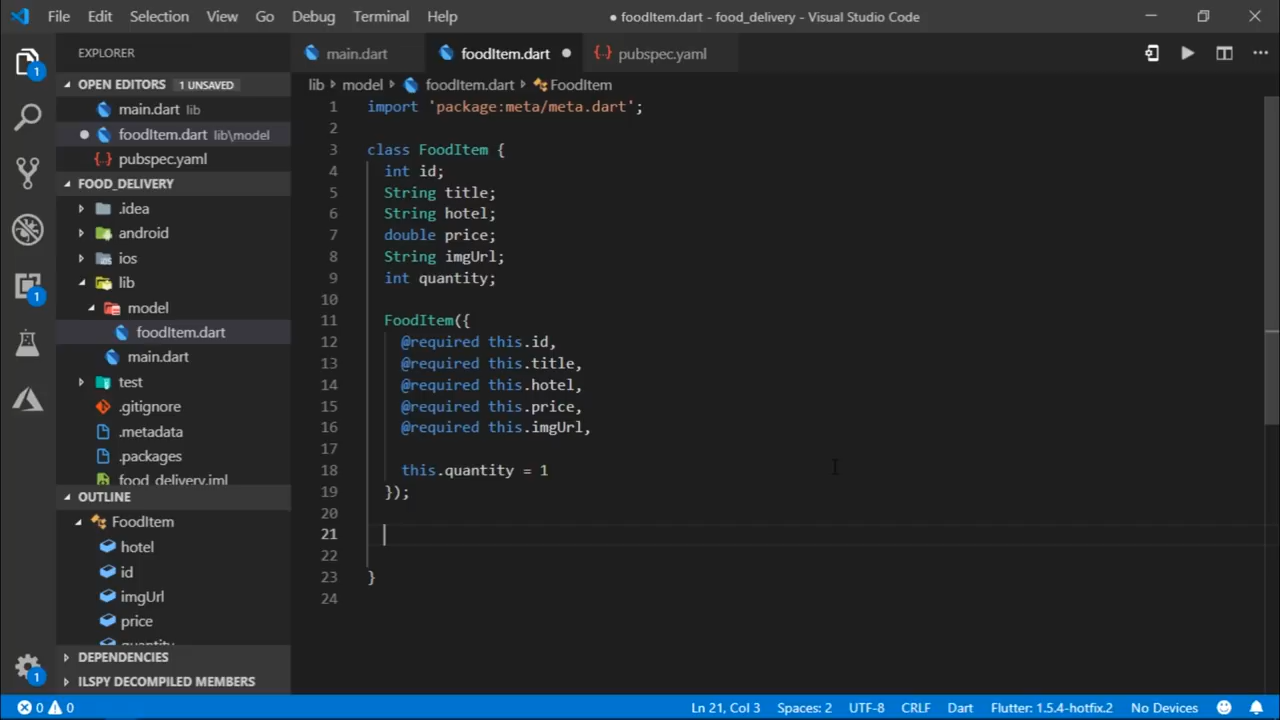 File Edit Selection View Go Debug Terminal Help
● foodItem.dart - food_delivery - Visual Studio Code
EXPLORER
OPEN EDITORS 1 UNSAVED
main.dart lib
foodItem.dart lib\model
{..} pubspec.yaml
FOOD_DELIVERY
.idea
android
ios
lib
model
foodItem.dart
main.dart
test
.gitignore
.metadata
.packages
food_delivery.iml
OUTLINE
FoodItem
hotel
id
imgUrl
price
quantity
DEPENDENCIES
ILSPY DECOMPILED MEMBERS
1
1
1
main.dart
foodItem.dart
{..} pubspec.yaml
lib > model > foodItem.dart > FoodItem
1 import 'package:meta/meta.dart';
2
3 class FoodItem {
4 int id;
5 String title;
6 String hotel;
7 double price;
8 String imgUrl;
9 int quantity;
10
11 FoodItem({
12 @required this.id,
13 @required this.title,
14 @required this.hotel,
15 @required this.price,
16 @required this.imgUrl,
17
18 this.quantity = 1
19 });
20
21
22
23 }
24
0 0 Ln 21, Col 3 Spaces: 2 UTF-8 CRLF Dart Flutter: 1.5.4-hotfix.2 No Devices